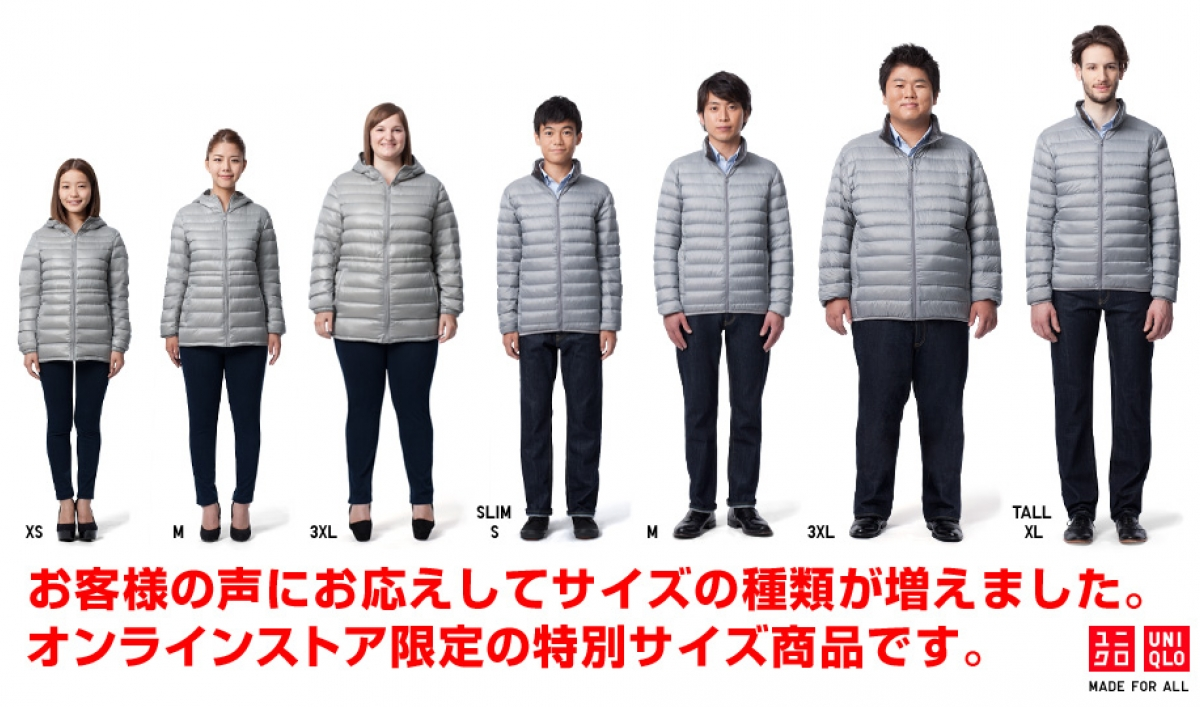 XS
M
3XL
SLIM
S
M
3XL
TALL
XL
お客様の声にお応えしてサイズの種類が増えました。
オンラインストア限定の特別サイズ商品です。
ユニ
クロ
UNI
QLO
MADE FOR ALL